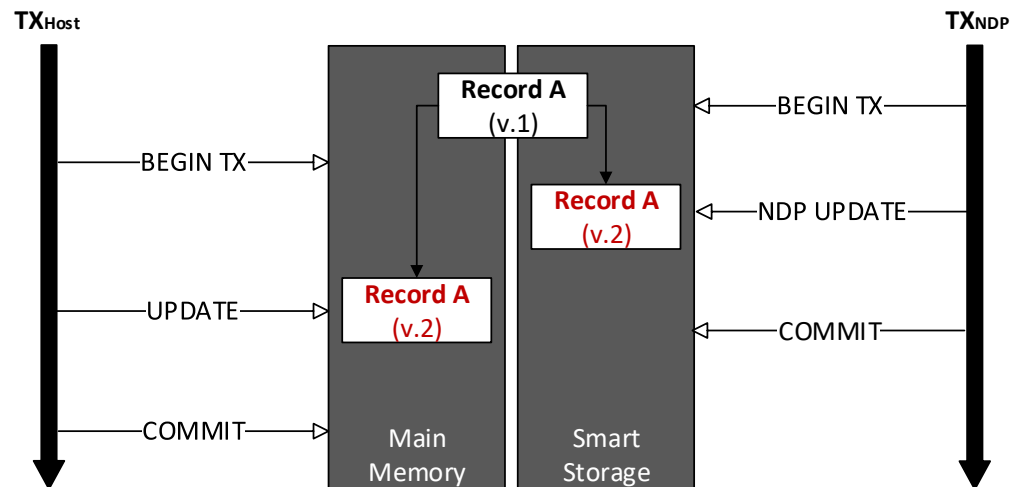 TXHost
TXNDP
Record A
(v.1)
BEGIN TX
BEGIN TX
Record A
(v.2)
NDP UPDATE
Record A
(v.2)
UPDATE
COMMIT
COMMIT
Main
Memory
Smart
Storage